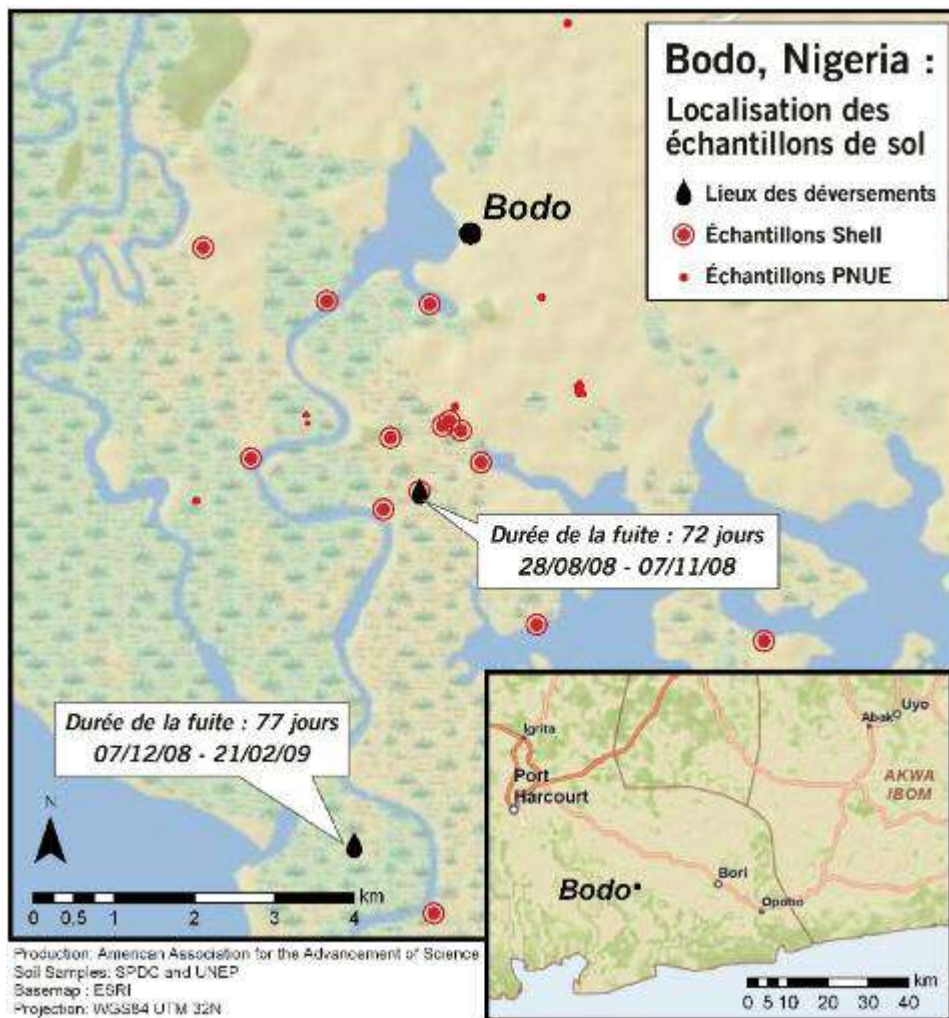 Bodo, Nigeria :
Localisation des
échantillons de sol
Lieux des déversements
Échantillons Shell
Échantillons PNUE
Bodo
Durée de la fuite : 72 jours
28/08/08 - 07/11/08
Durée de la fuite : 77 jours
07/12/08 - 21/02/09
N
km
0 0,5 1 2 3 4
Igrita
Port
Harcourt
Abak
Uyo
AKWA
IBOM
Bori
Bodo
Opobo
km
0 5 10 20 30 40
Production: American Association for the Advancement of Science
Soil Samples: SPDC and UNEP
Basemap : ESRI
Projection: WGS84 UTM 32N